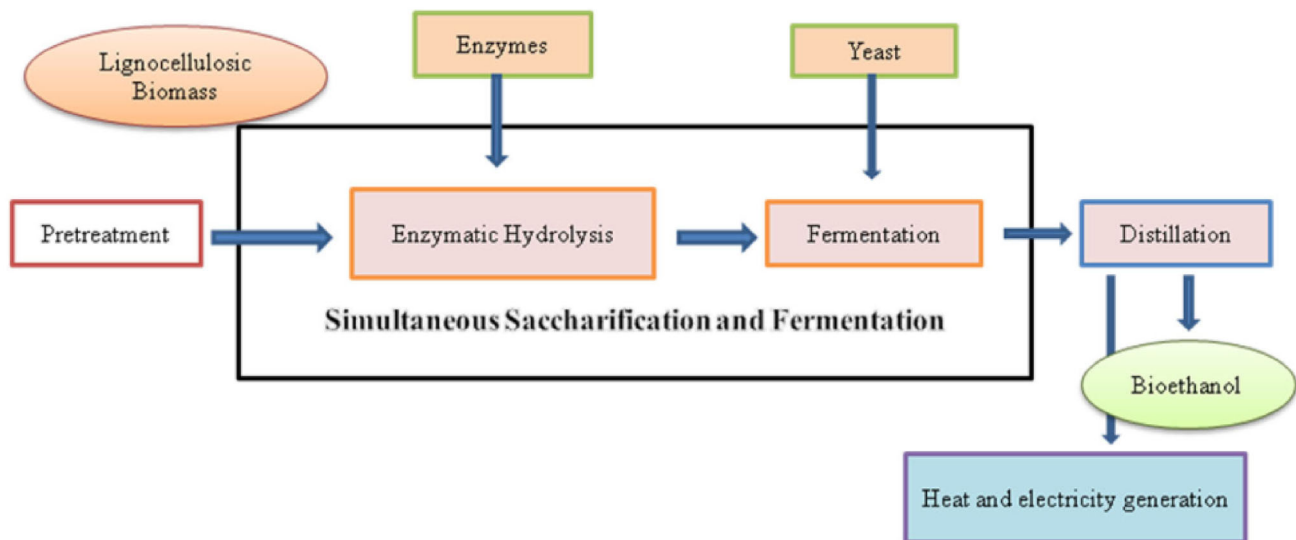 Lignocellulosic
Biomass
Enzymes
Yeast
Pretreatment
Enzymatic Hydrolysis
Fermentation
Distillation
Simultaneous Saccharification and Fermentation
Bioethanol
Heat and electricity generation